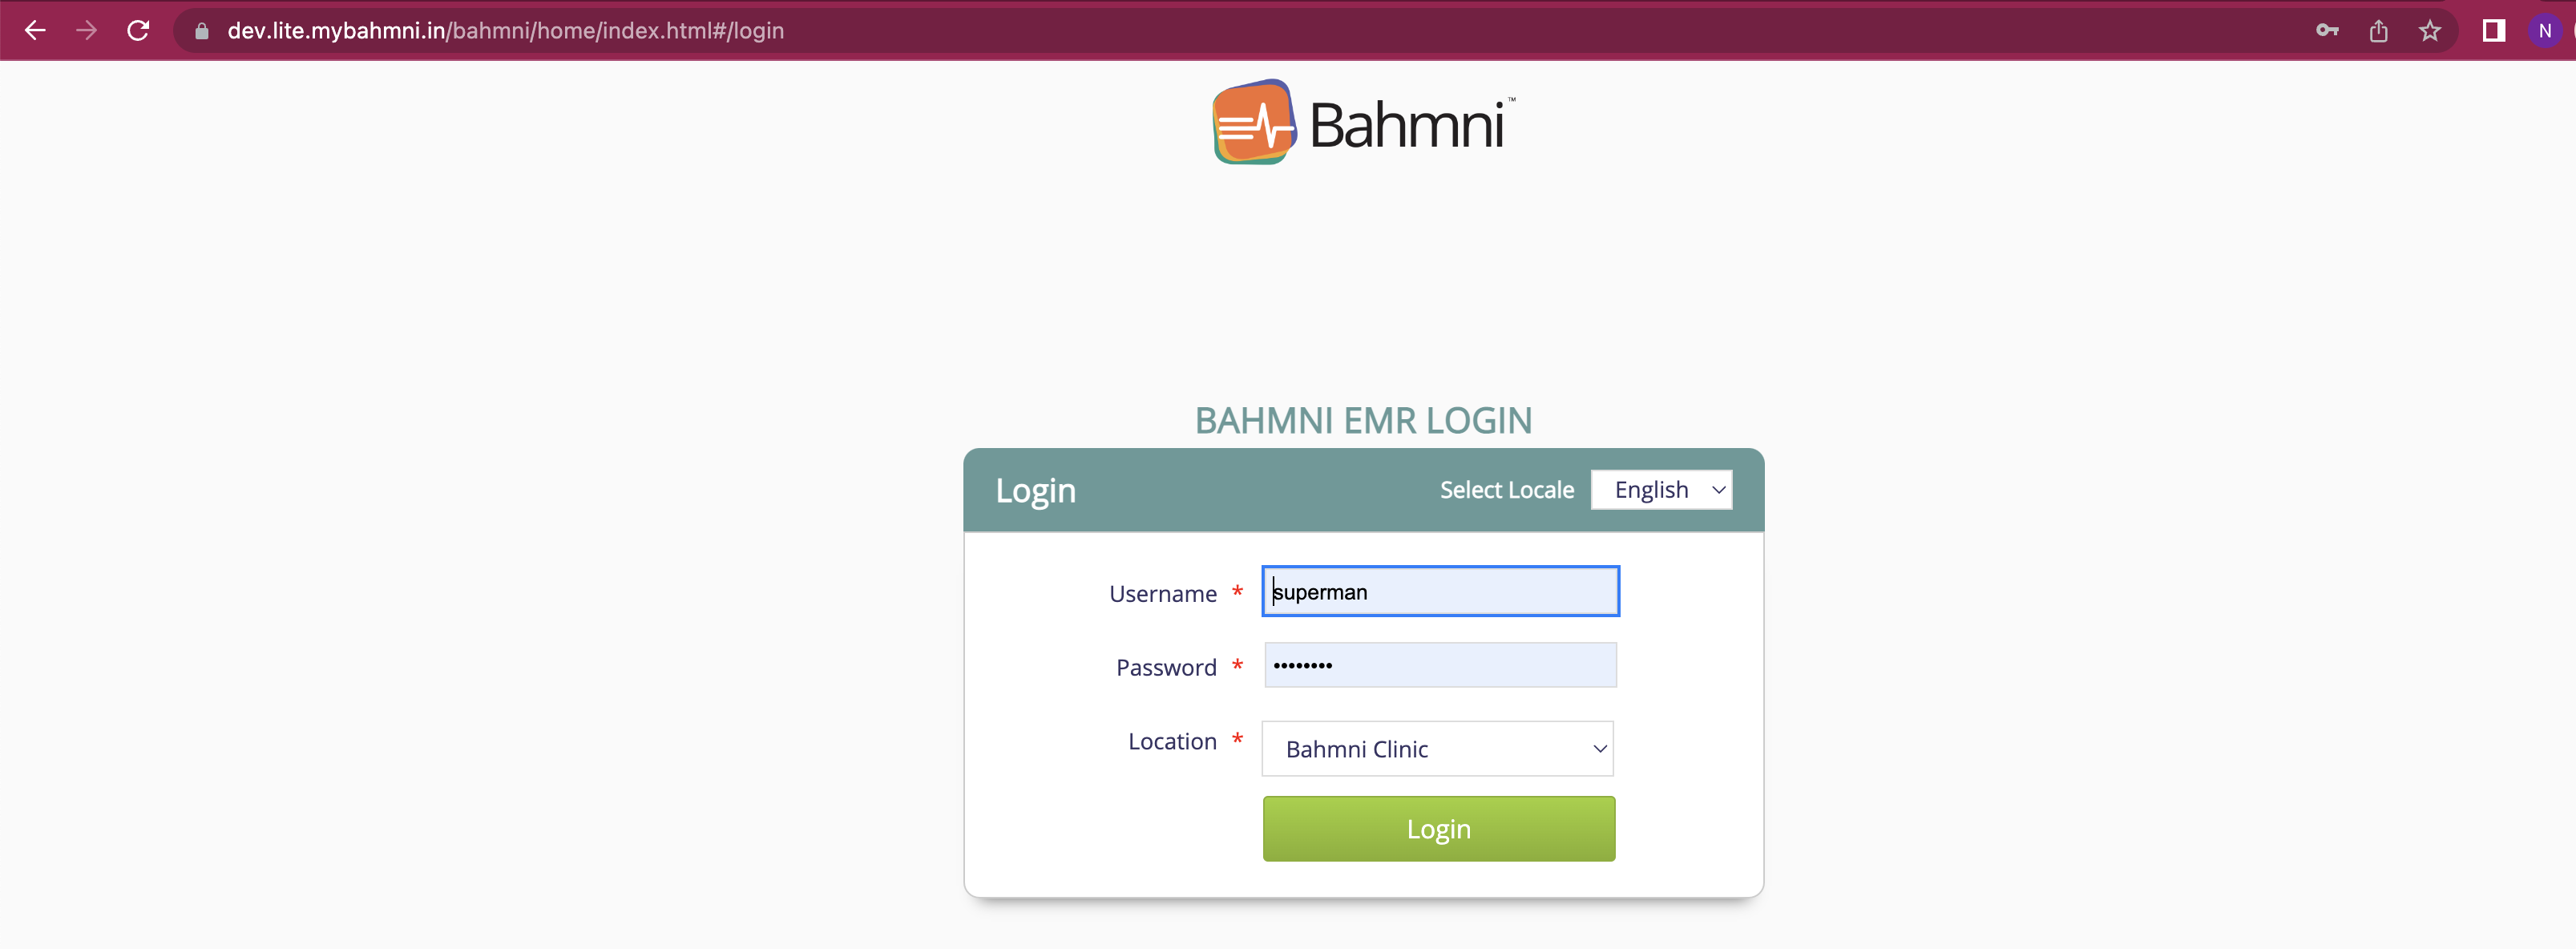 dev.lite.mybahmni.in/bahmni/home/index.html#/login
N
Bahmni™
BAHMNI EMR LOGIN
Login Select Locale English
Username * superman
Password * ••••••••
Location * Bahmni Clinic
Login